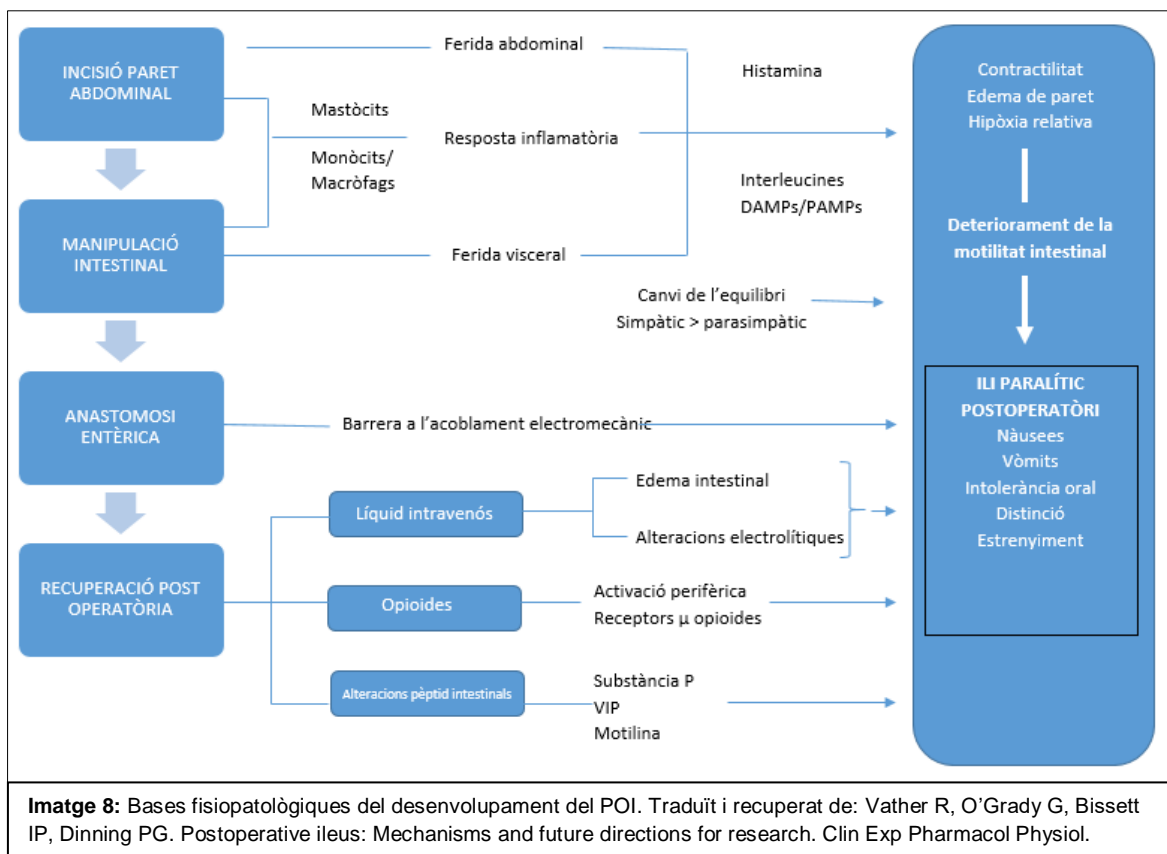 INCISIÓ PARET
ABDOMINAL
MANIPULACIÓ
INTESTINAL
ANASTOMOSI
ENTÈRICA
RECUPERACIÓ POST
OPERATÒRIA
Ferida abdominal
Mastòcits
Monòcits/
Macròfags
Resposta inflamatòria
Ferida visceral
Histamina
Interleucines
DAMPs/PAMPs
Canvi de l'equilibri
Simpàtic > parasimpàtic
Barrera a l'acoblament electromecànic
Líquid intravenós
Edema intestinal
Alteracions electrolítiques
Opioides
Activació perifèrica
Receptors µ opioides
Alteracions pèptid intestinals
Substància P
VIP
Motilina
Contractilitat
Edema de paret
Hipòxia relativa
Deteriorament de la
motilitat intestinal
ILI PARALÍTIC
POSTOPERATÒRI
Nàusees
Vòmits
Intolerància oral
Distinció
Estrenyiment
Imatge 8: Bases fisiopatològiques del desenvolupament del POI. Traduït i recuperat de: Vather R, O'Grady G, Bissett
IP, Dinning PG. Postoperative ileus: Mechanisms and future directions for research. Clin Exp Pharmacol Physiol.